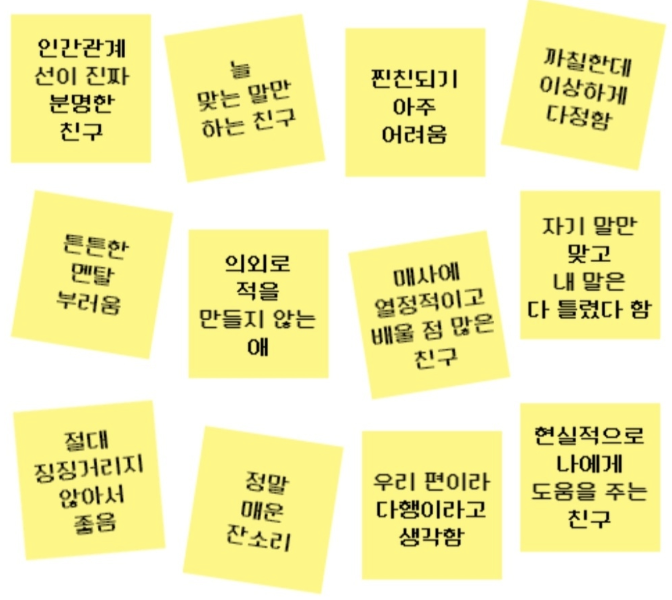 인간관계
선이 진짜
분명한
친구
늘
맞는 말만
하는 친구
찐친되기
아주
어려움
까칠한데
이상하게
다정함
튼튼한
멘탈
부러움
의외로
적을
만들지 않는
애
매사에
열정적이고
배울 점 많은
친구
자기 말만
맞고
내 말은
다 틀렸다 함
절대
징징거리지
않아서
좋음
정말
매운
잔소리
우리 편이라
다행이라고
생각함
현실적으로
나에게
도움을 주는
친구